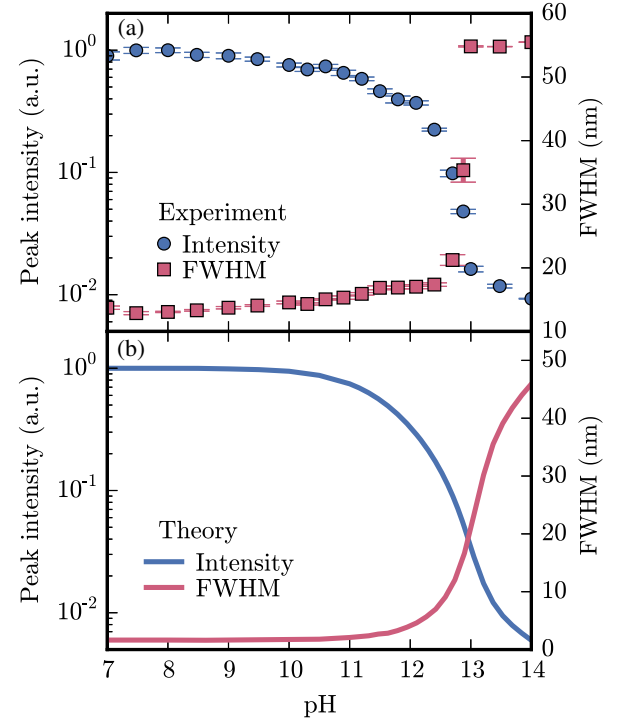 (a)
10^0
10^-1
10^-2
Peak intensity (a.u.)
60
50
40
30
20
10
FWHM (nm)
Experiment
Intensity
FWHM
(b)
10^0
10^-1
10^-2
Peak intensity (a.u.)
50
40
30
20
10
0
FWHM (nm)
Theory
Intensity
FWHM
7 8 9 10 11 12 13 14
pH